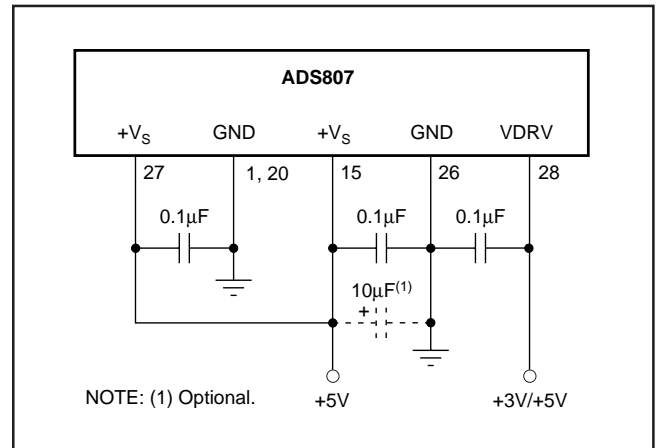 ADS807
+VS GND +VS GND VDRV
27 1, 20 15 26 28
0.1µF 0.1µF 0.1µF
10µF(1)
+
NOTE: (1) Optional. +5V +3V/+5V